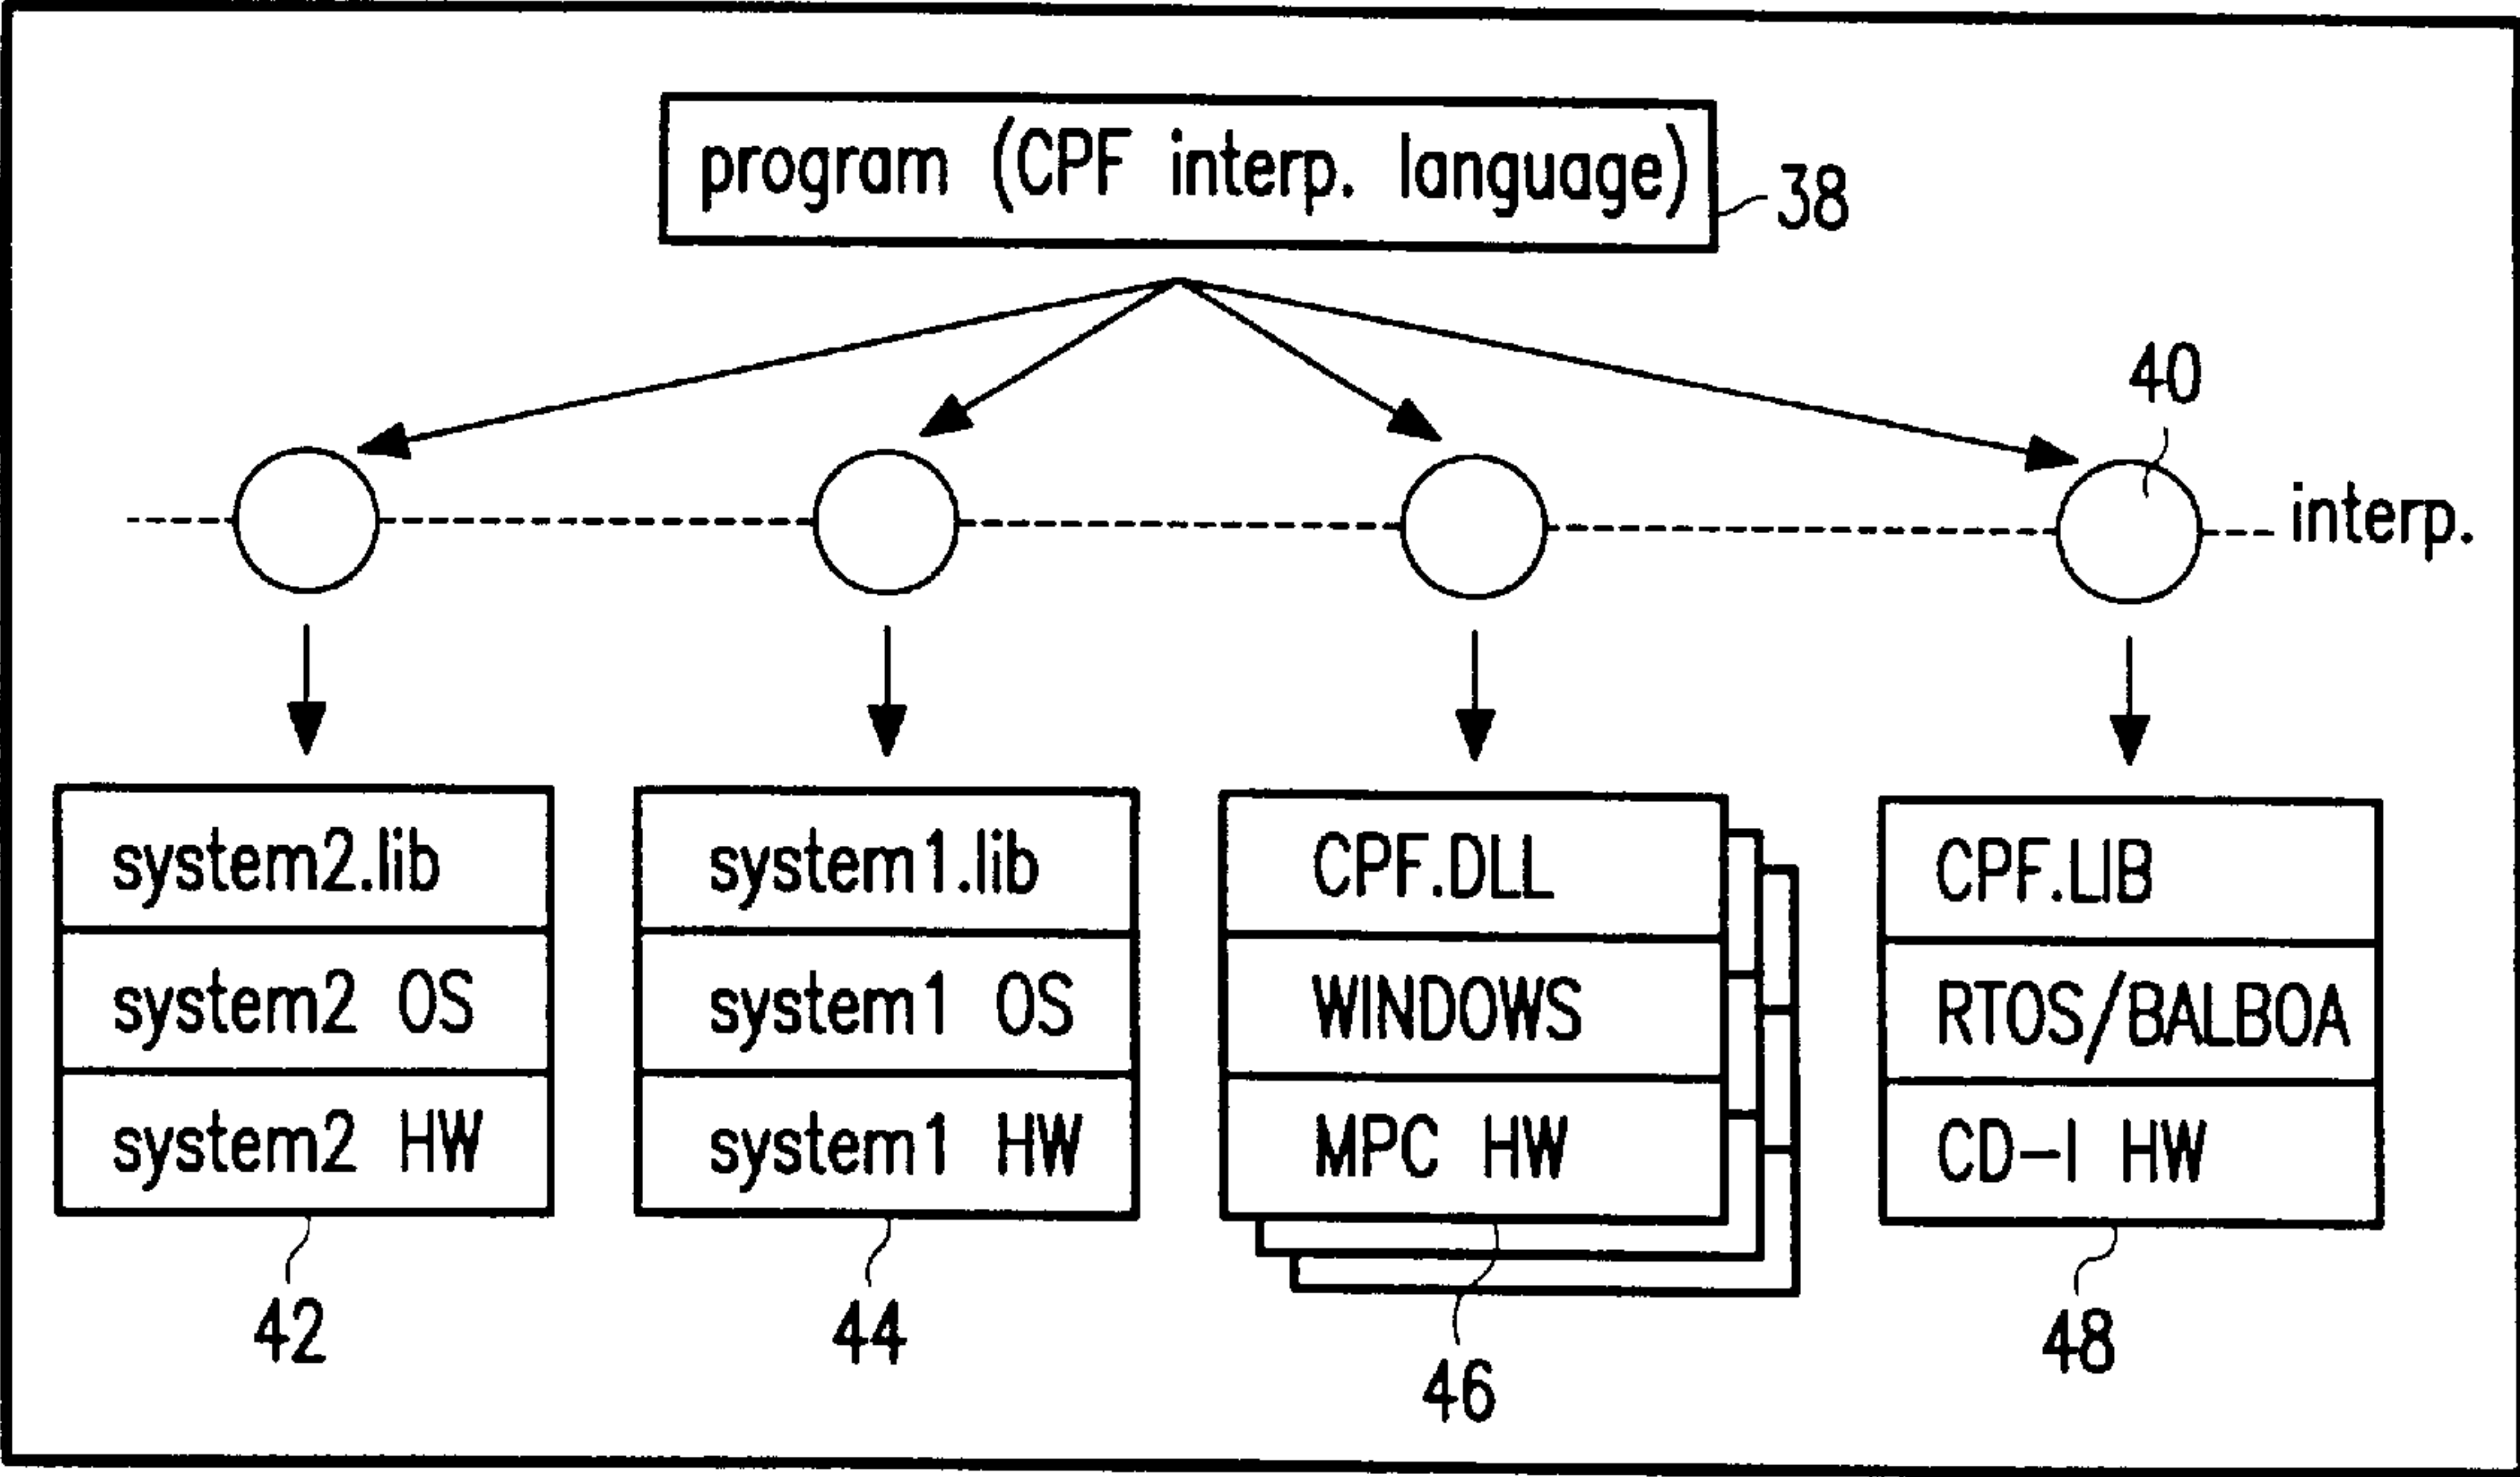 program (CPF interp. language)
38
40
interp.
system2.lib
system2 OS
system2 HW
42
system1.lib
system1 OS
system1 HW
44
CPF.DLL
WINDOWS
MPC HW
46
CPF.LIB
RTOS/BALBOA
CD-I HW
48